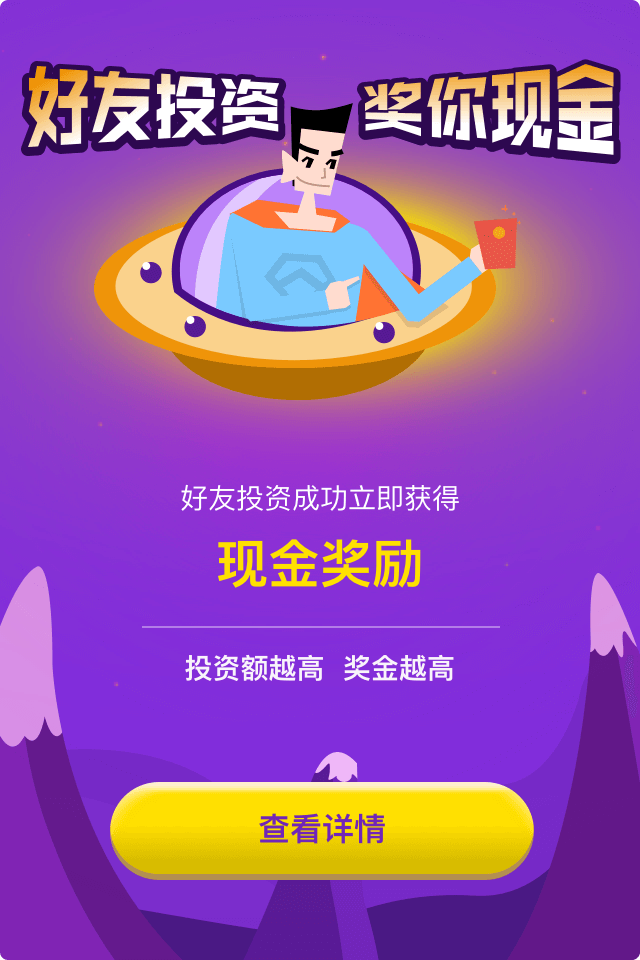 好友投资 奖你现金
好友投资成功立即获得
现金奖励
投资额越高 奖金越高
查看详情